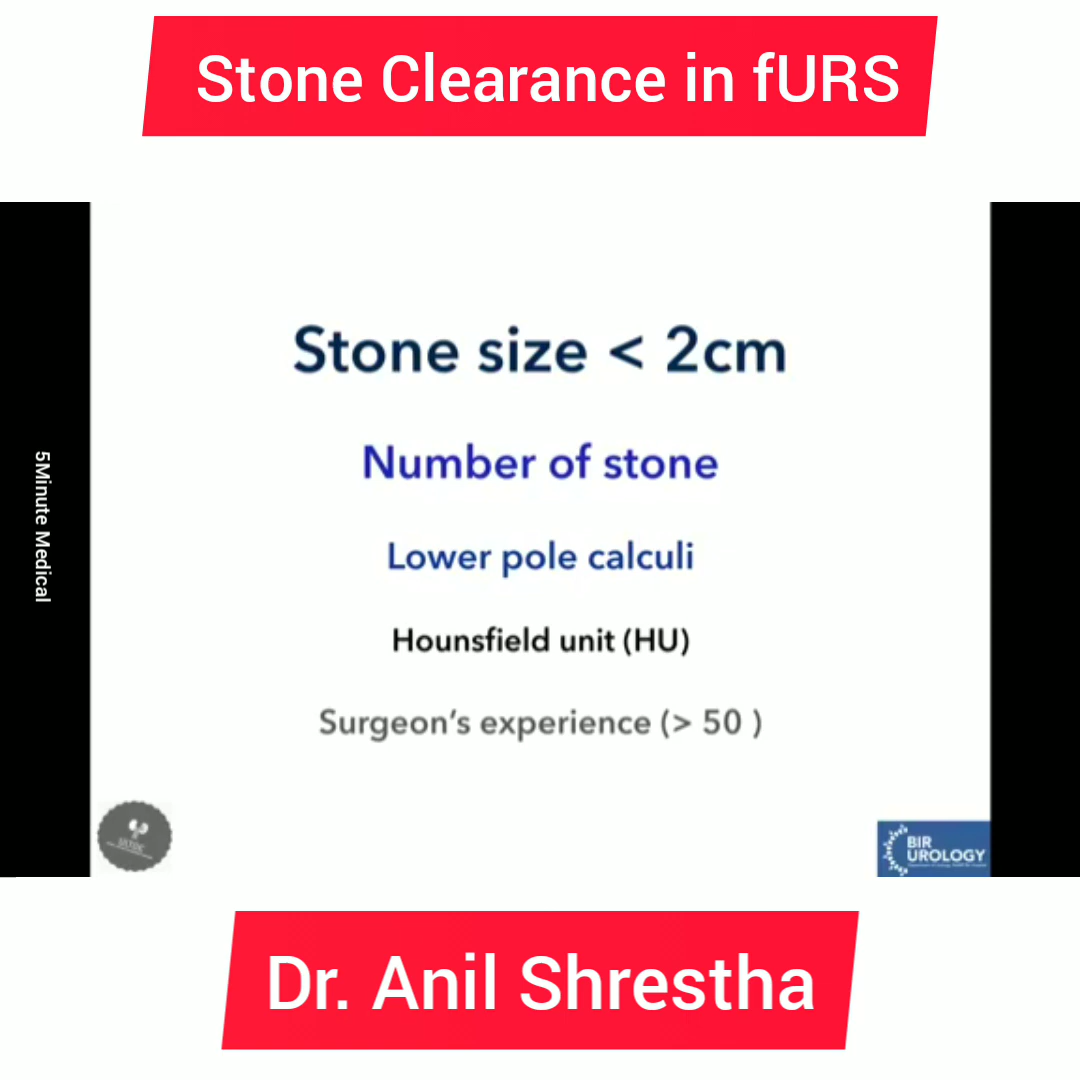 Stone Clearance in fURS
Stone size < 2cm
Number of stone
Lower pole calculi
Hounsfield unit (HU)
Surgeon’s experience (> 50 )
5Minute Medical
BIR
UROLOGY
Dr. Anil Shrestha